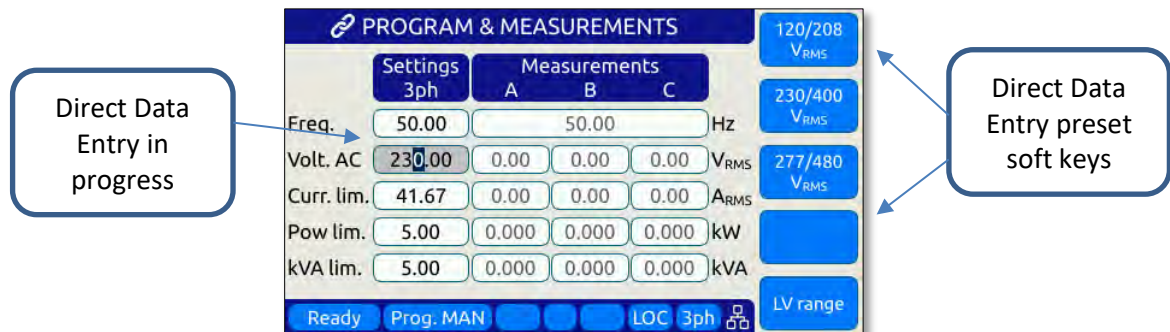 PROGRAM & MEASUREMENTS
Settings Measurements
3ph A B C
Freq. 50.00 50.00 Hz
Volt. AC 230.00 0.00 0.00 0.00 VRMS
Curr. lim. 41.67 0.00 0.00 0.00 ARMS
Pow lim. 5.00 0.000 0.000 0.000 kW
kVA lim. 5.00 0.000 0.000 0.000 kVA
Ready Prog. MAN LOC 3ph
120/208
VRMS
230/400
VRMS
277/480
VRMS
LV range
Direct Data
Entry in
progress
Direct Data
Entry preset
soft keys